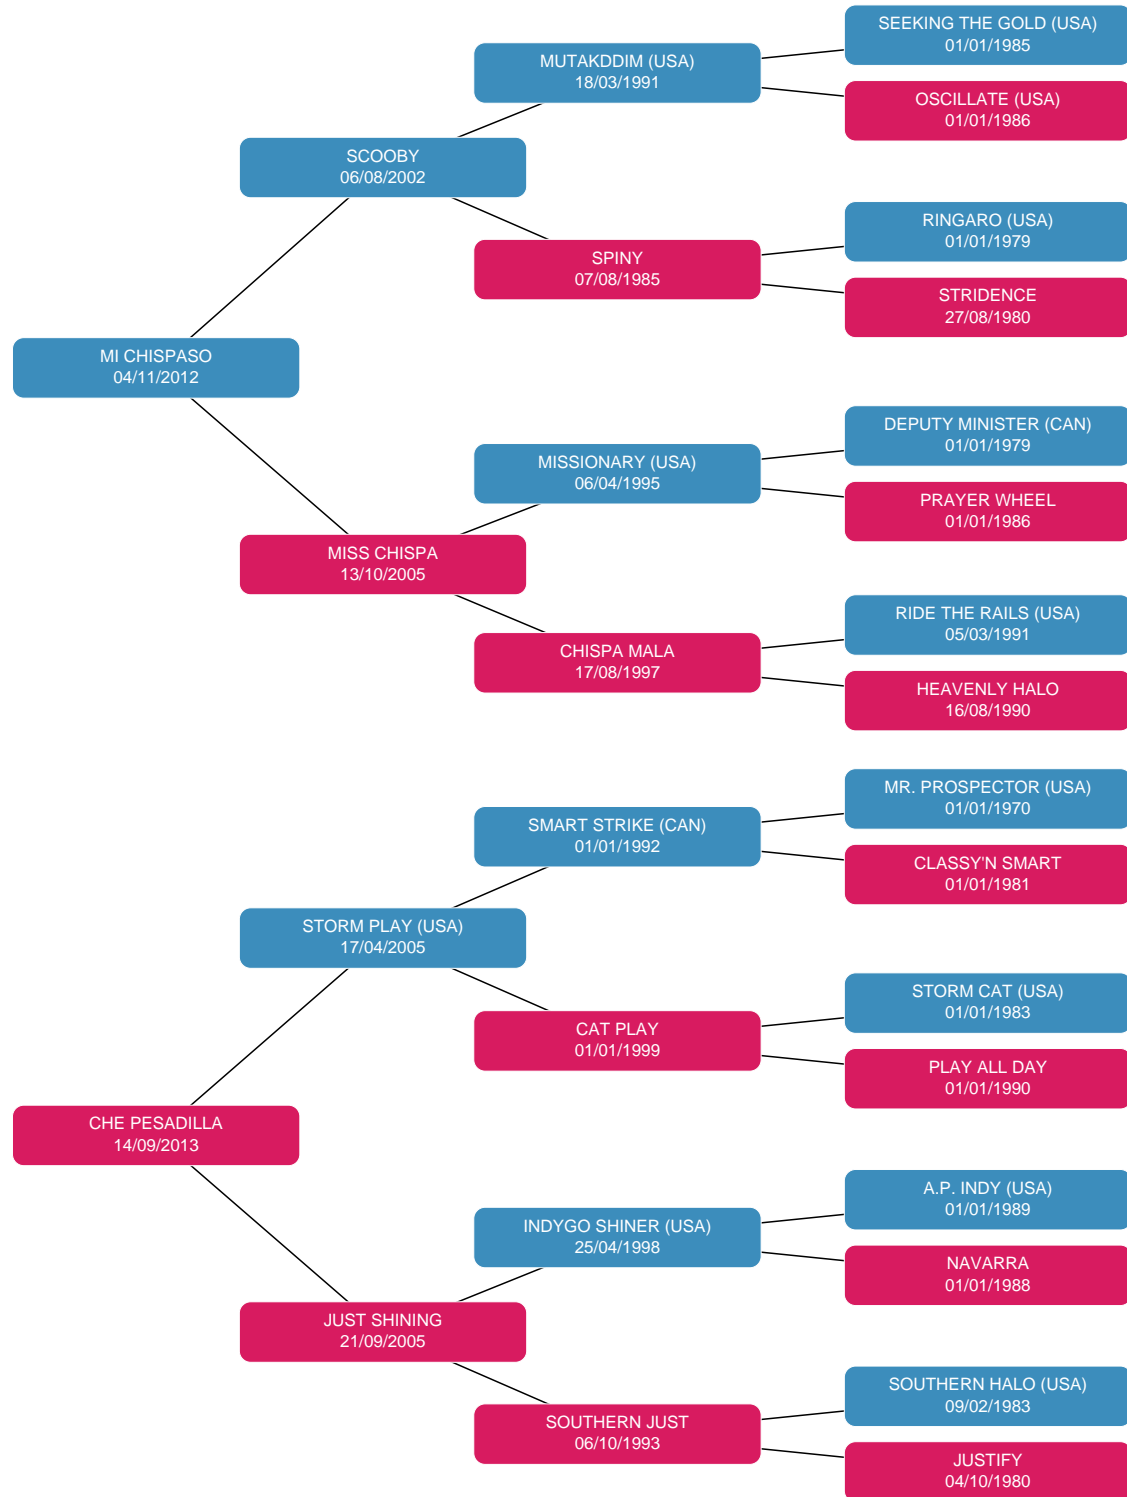 SEEKING THE GOLD (USA)
01/01/1985
MUTAKDDIM (USA)
18/03/1991
OSCILLATE (USA)
01/01/1986
SCOOBY
06/08/2002
RINGARO (USA)
01/01/1979
SPINY
07/08/1985
STRIDENCE
27/08/1980
MI CHISPASO
04/11/2012
DEPUTY MINISTER (CAN)
01/01/1979
MISSIONARY (USA)
06/04/1995
PRAYER WHEEL
01/01/1986
MISS CHISPA
13/10/2005
RIDE THE RAILS (USA)
05/03/1991
CHISPA MALA
17/08/1997
HEAVENLY HALO
16/08/1990
MR. PROSPECTOR (USA)
01/01/1970
SMART STRIKE (CAN)
01/01/1992
CLASSY'N SMART
01/01/1981
STORM PLAY (USA)
17/04/2005
STORM CAT (USA)
01/01/1983
CAT PLAY
01/01/1999
PLAY ALL DAY
01/01/1990
CHE PESADILLA
14/09/2013
A.P. INDY (USA)
01/01/1989
INDYGO SHINER (USA)
25/04/1998
NAVARRA
01/01/1988
JUST SHINING
21/09/2005
SOUTHERN HALO (USA)
09/02/1983
SOUTHERN JUST
06/10/1993
JUSTIFY
04/10/1980